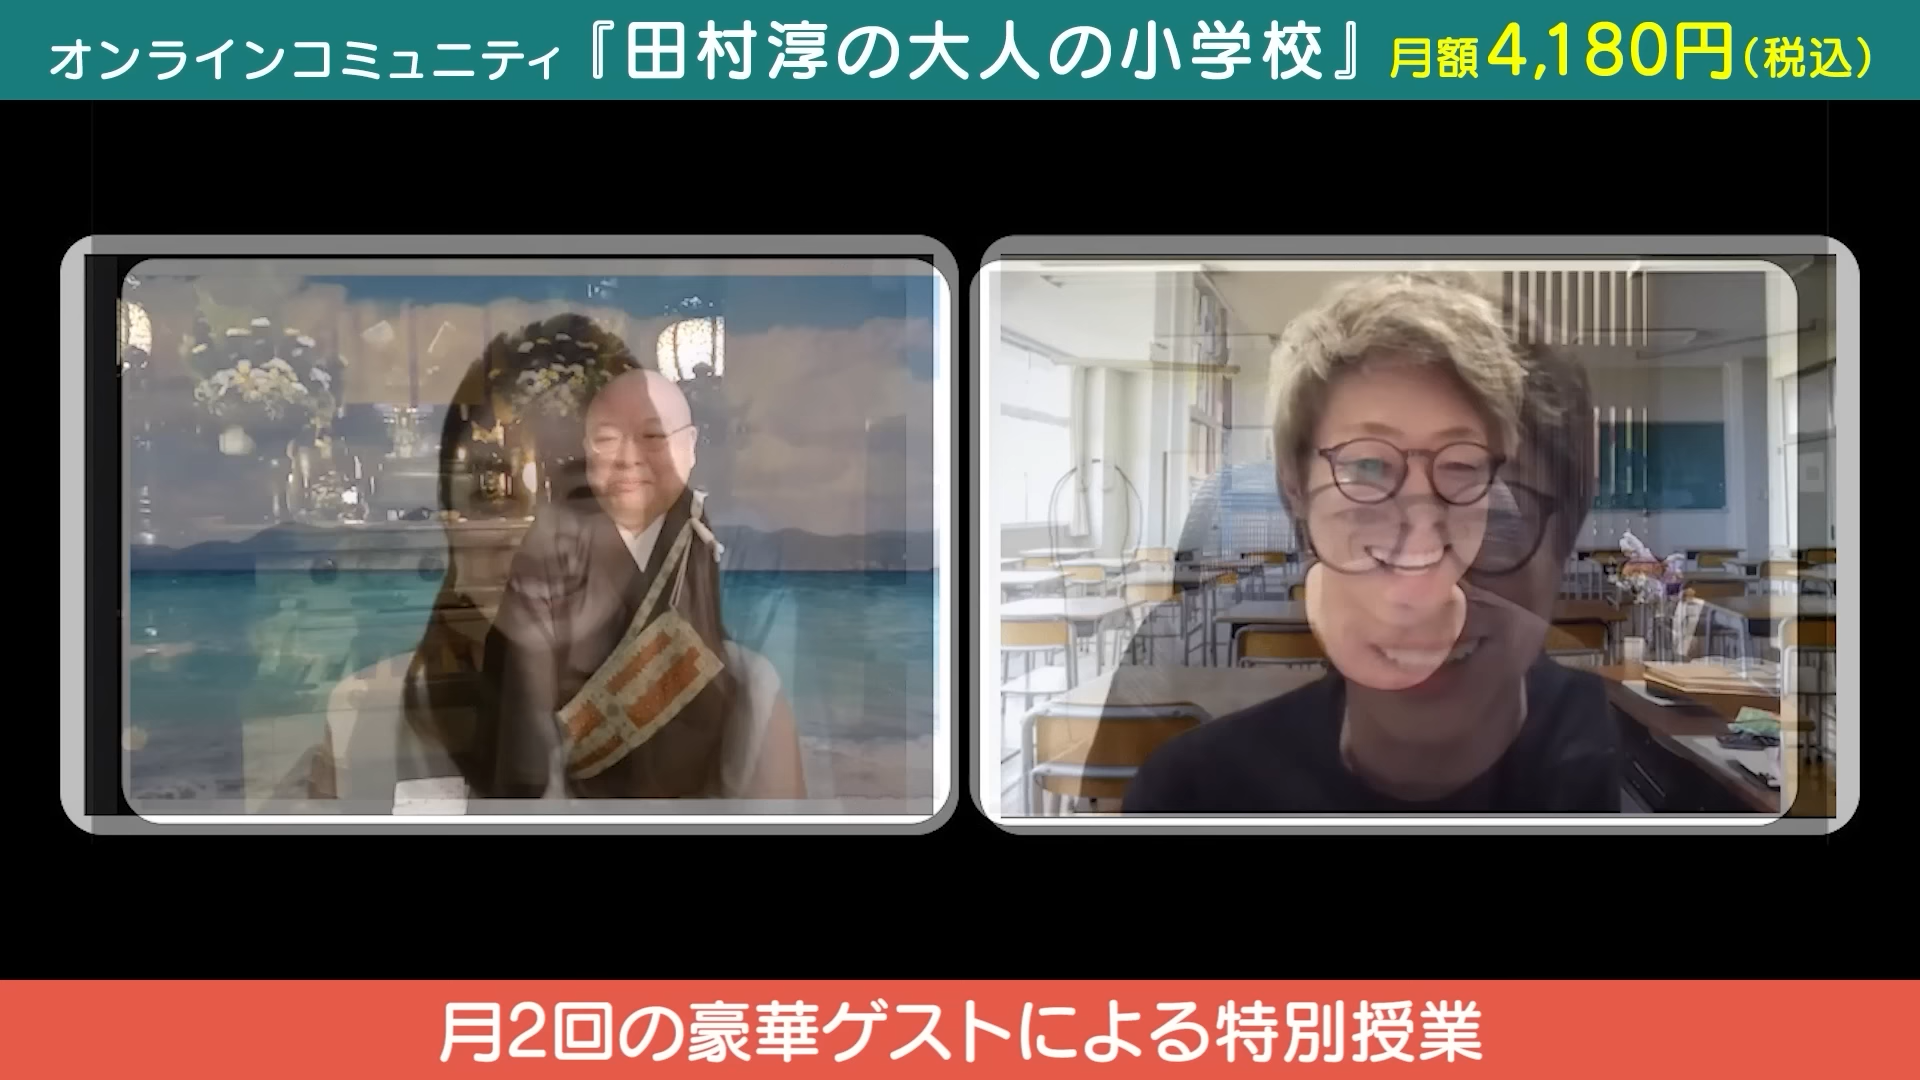 オンラインコミュニティ『田村淳の大人の小学校』月額4,180円(税込)
月2回の豪華ゲストによる特別授業